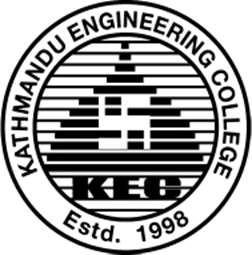 KATHMANDU ENGINEERING COLLEGE
KEC
Estd. 1998